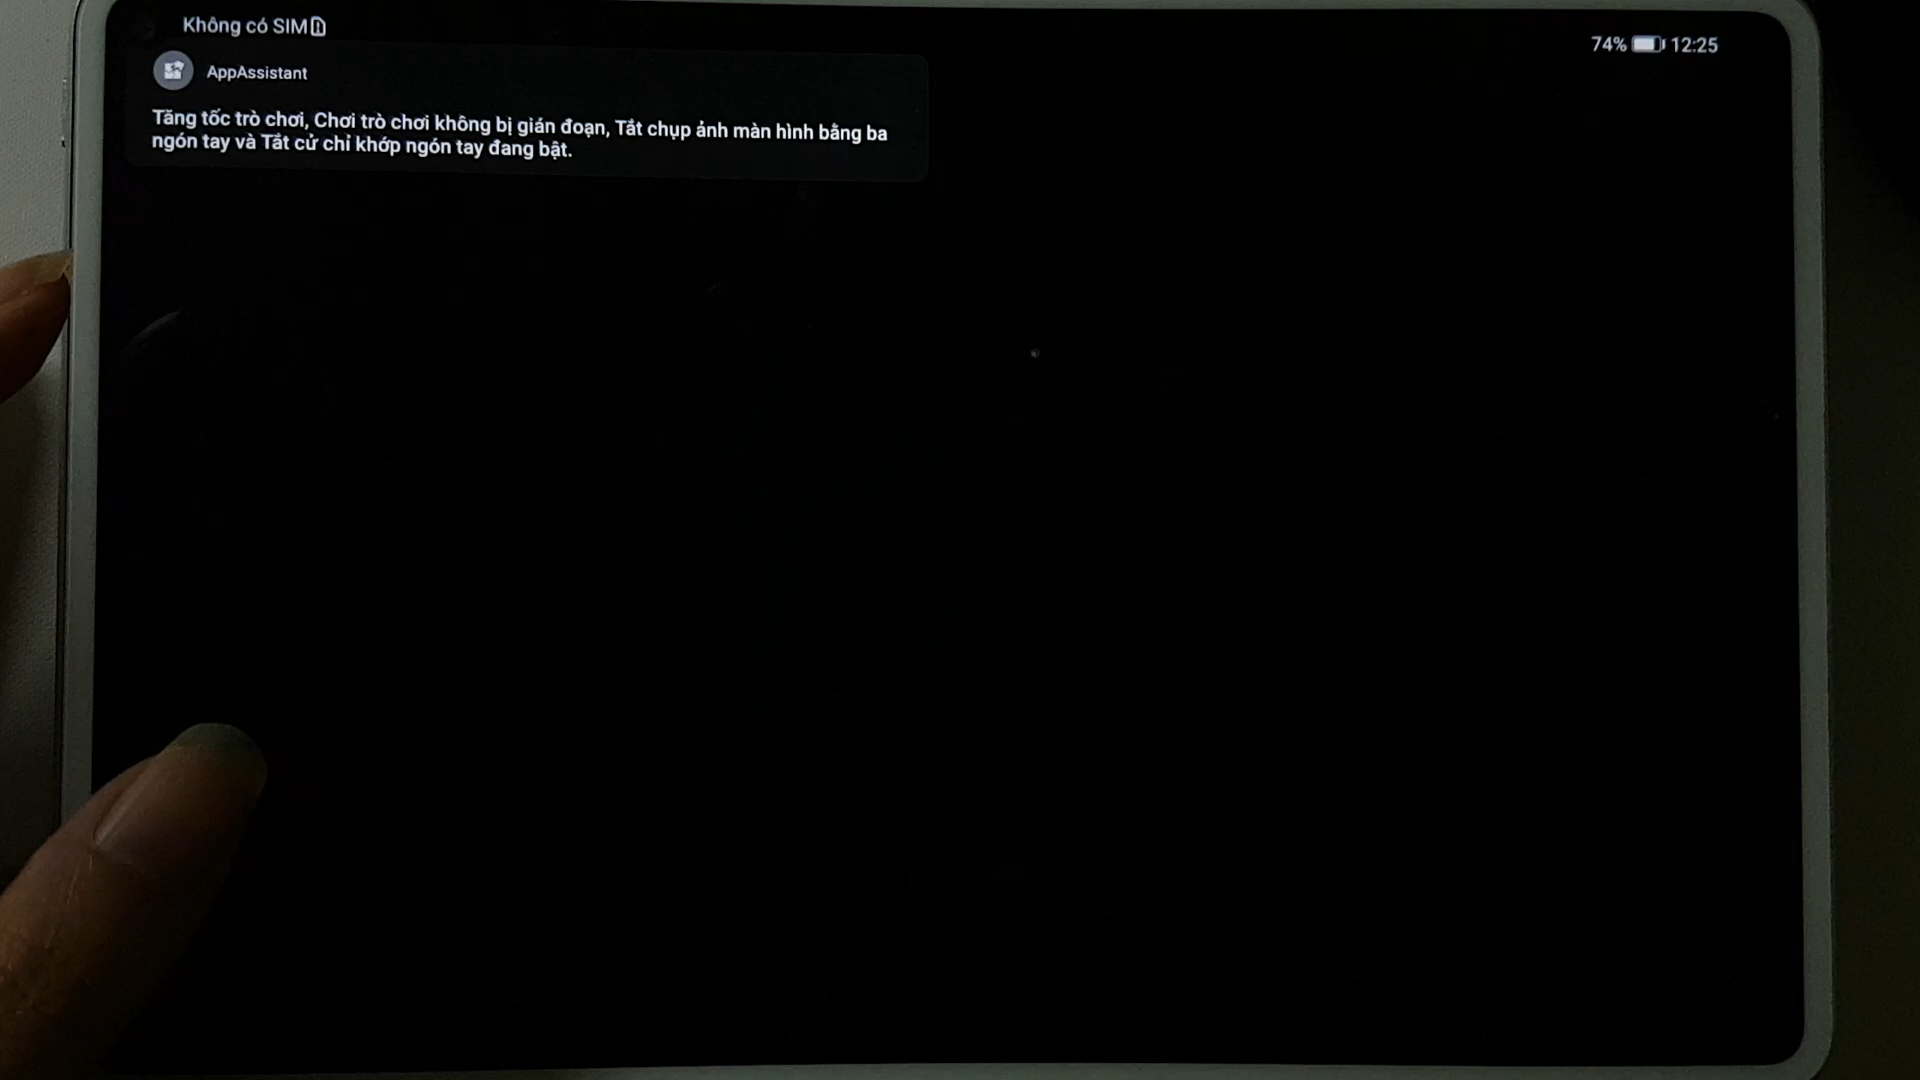 Không có SIM
74% 12:25
AppAssistant
Tăng tốc trò chơi, Chơi trò chơi không bị gián đoạn, Tắt chụp ảnh màn hình bằng ba
ngón tay và Tắt cử chỉ khớp ngón tay đang bật.